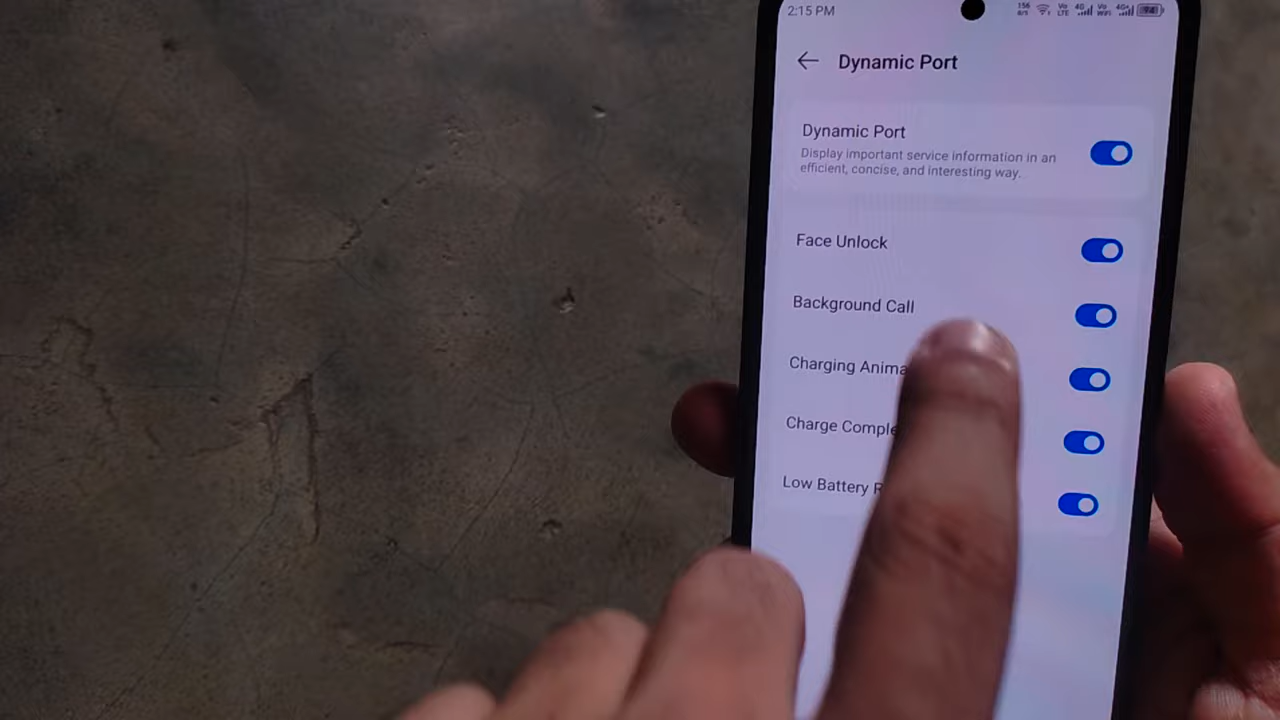 2:15 PM
Dynamic Port
Dynamic Port
Display important service information in an
efficient, concise, and interesting way.
Face Unlock
Background Call
Charging Anima
Charge Comple
Low Battery